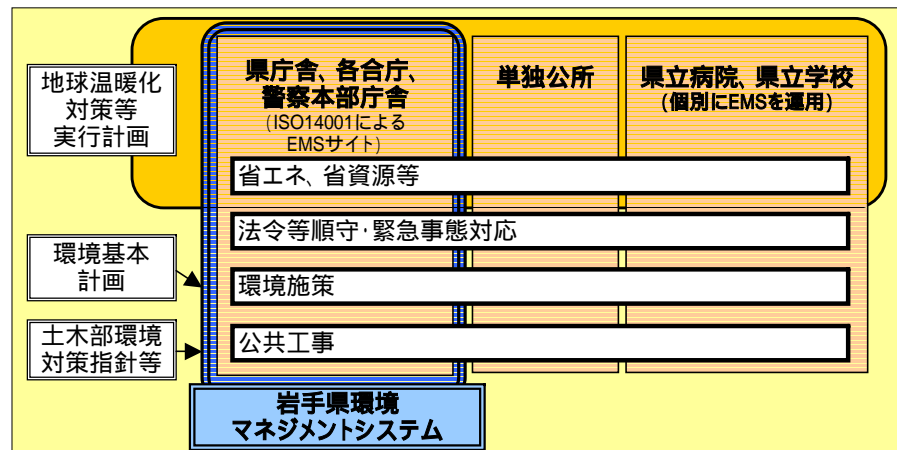 地球温暖化
対策等
実行計画
県庁舎、各合庁、
警察本部庁舎
(ISO14001による
EMSサイト)
単独公所
県立病院、県立学校
(個別にEMSを運用)
省エネ、省資源等
法令等順守・緊急事態対応
環境基本
計画
環境施策
土木部環境
対策指針等
公共工事
岩手県環境
マネジメントシステム